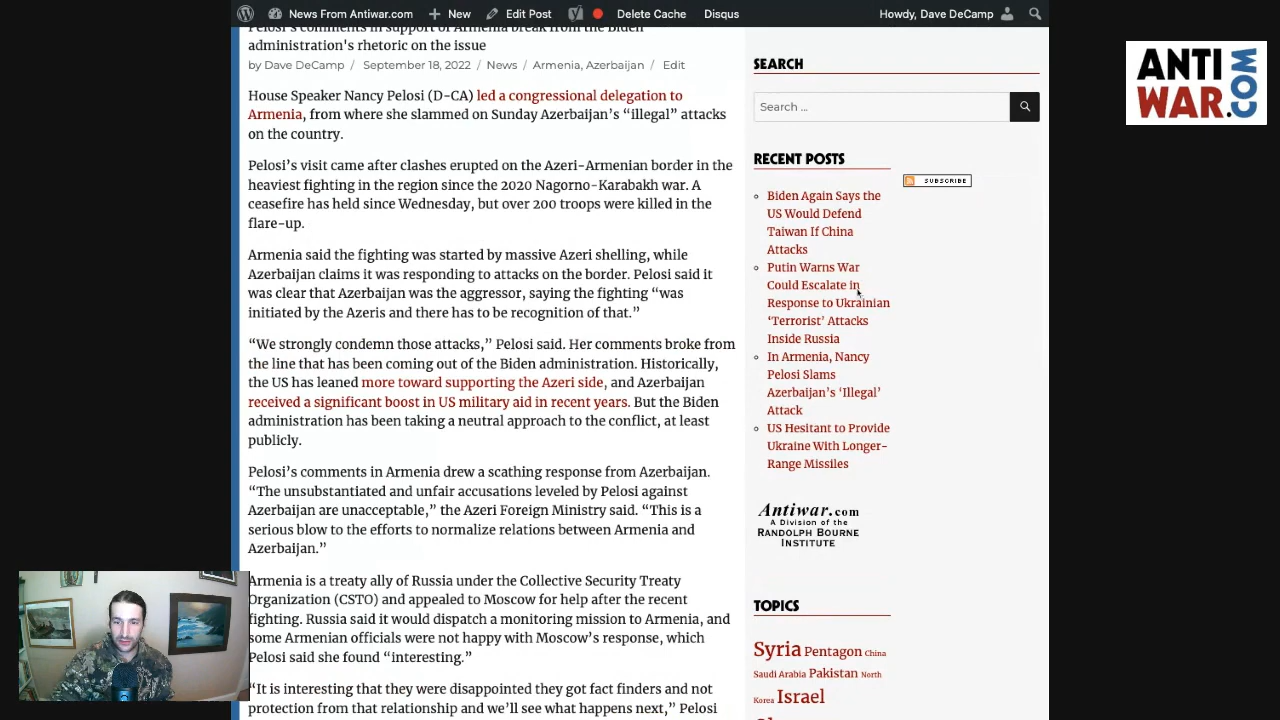 News From Antiwar.com
New
Edit Post
Delete Cache
Disqus
Howdy, Dave DeCamp
Pelosi's comments in support of Armenia break from the Biden
administration's rhetoric on the issue
by Dave DeCamp / September 18, 2022 / News / Armenia, Azerbaijan / Edit
House Speaker Nancy Pelosi (D-CA) led a congressional delegation to
Armenia, from where she slammed on Sunday Azerbaijan’s “illegal” attacks
on the country.
Pelosi’s visit came after clashes erupted on the Azeri-Armenian border in the
heaviest fighting in the region since the 2020 Nagorno-Karabakh war. A
ceasefire has held since Wednesday, but over 200 troops were killed in the
flare-up.
Armenia said the fighting was started by massive Azeri shelling, while
Azerbaijan claims it was responding to attacks on the border. Pelosi said it
was clear that Azerbaijan was the aggressor, saying the fighting “was
initiated by the Azeris and there has to be recognition of that.”
“We strongly condemn those attacks,” Pelosi said. Her comments broke from
the line that has been coming out of the Biden administration. Historically,
the US has leaned more toward supporting the Azeri side, and Azerbaijan
received a significant boost in US military aid in recent years. But the Biden
administration has been taking a neutral approach to the conflict, at least
publicly.
Pelosi’s comments in Armenia drew a scathing response from Azerbaijan.
“The unsubstantiated and unfair accusations leveled by Pelosi against
Azerbaijan are unacceptable,” the Azeri Foreign Ministry said. “This is a
serious blow to the efforts to normalize relations between Armenia and
Azerbaijan.”
Armenia is a treaty ally of Russia under the Collective Security Treaty
Organization (CSTO) and appealed to Moscow for help after the recent
fighting. Russia said it would dispatch a monitoring mission to Armenia, and
some Armenian officials were not happy with Moscow’s response, which
Pelosi said she found “interesting.”
“It is interesting that they were disappointed they got fact finders and not
protection from that relationship and we’ll see what happens next,” Pelosi
SEARCH
Search ...
RECENT POSTS
SUBSCRIBE
Biden Again Says the
US Would Defend
Taiwan If China
Attacks
Putin Warns War
Could Escalate in
Response to Ukrainian
‘Terrorist’ Attacks
Inside Russia
In Armenia, Nancy
Pelosi Slams
Azerbaijan’s ‘Illegal’
Attack
US Hesitant to Provide
Ukraine With Longer-
Range Missiles
Antiwar.com
A Division of the
RANDOLPH BOURNE
INSTITUTE
TOPICS
Syria Pentagon China
Saudi Arabia Pakistan North
Korea Israel
ANTI
WAR.COM